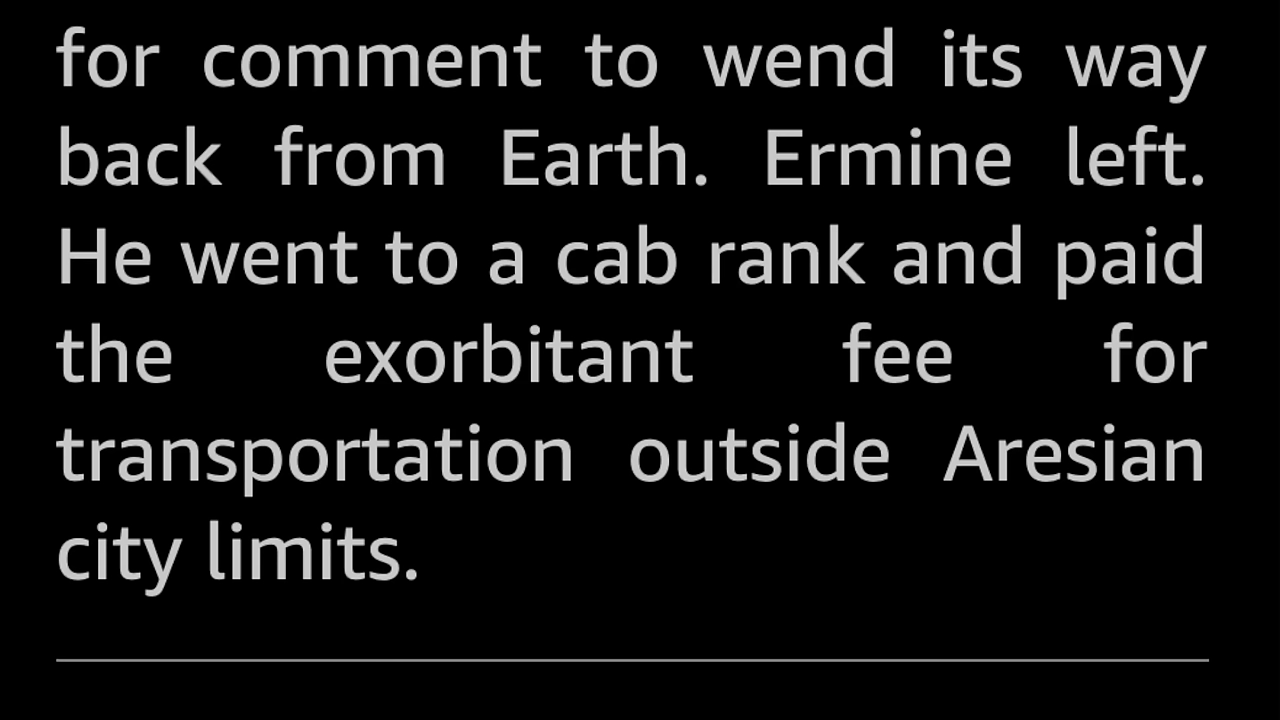 for comment to wend its way
back from Earth. Ermine left.
He went to a cab rank and paid
the exorbitant fee for
transportation outside Aresian
city limits.